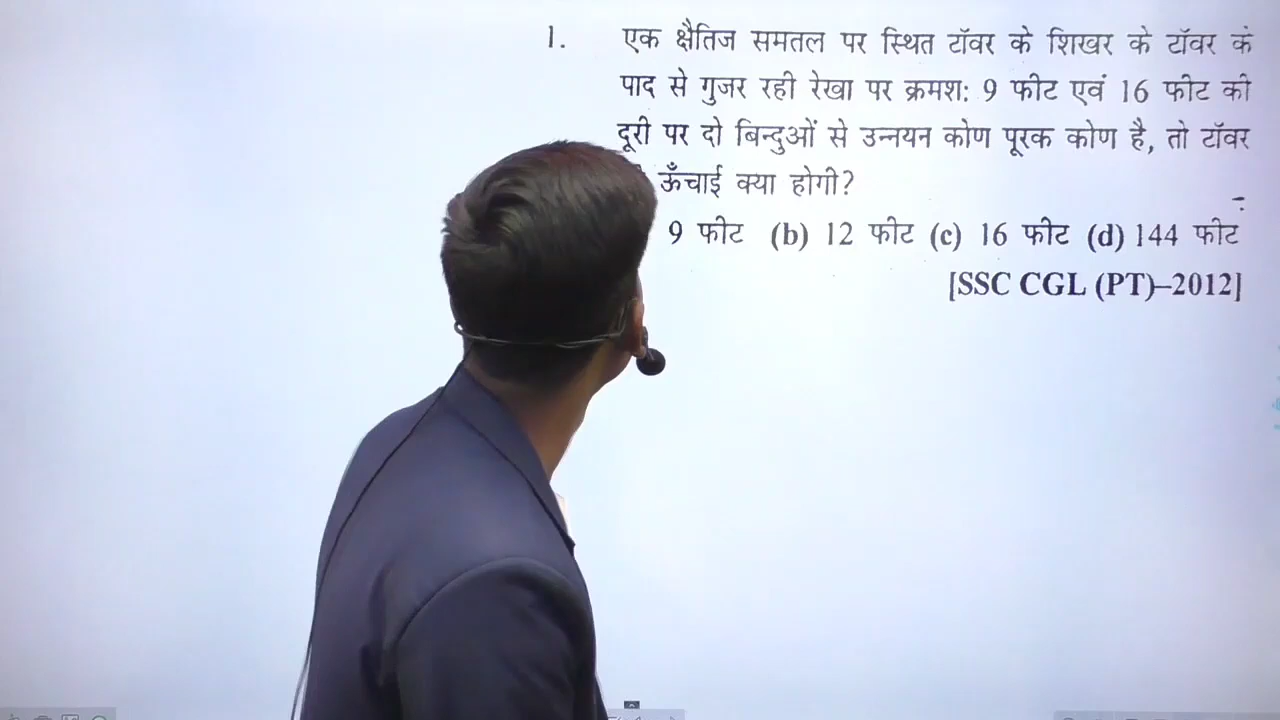 1. एक क्षैतिज समतल पर स्थित टॉवर के शिखर के टॉवर के
पाद से गुजर रही रेखा पर क्रमश: 9 फीट एवं 16 फीट की
दूरी पर दो बिन्दुओं से उन्नयन कोण पूरक कोण है, तो टॉवर
ऊँचाई क्या होगी?
9 फीट (b) 12 फीट (c) 16 फीट (d) 144 फीट
[SSC CGL (PT)–2012]